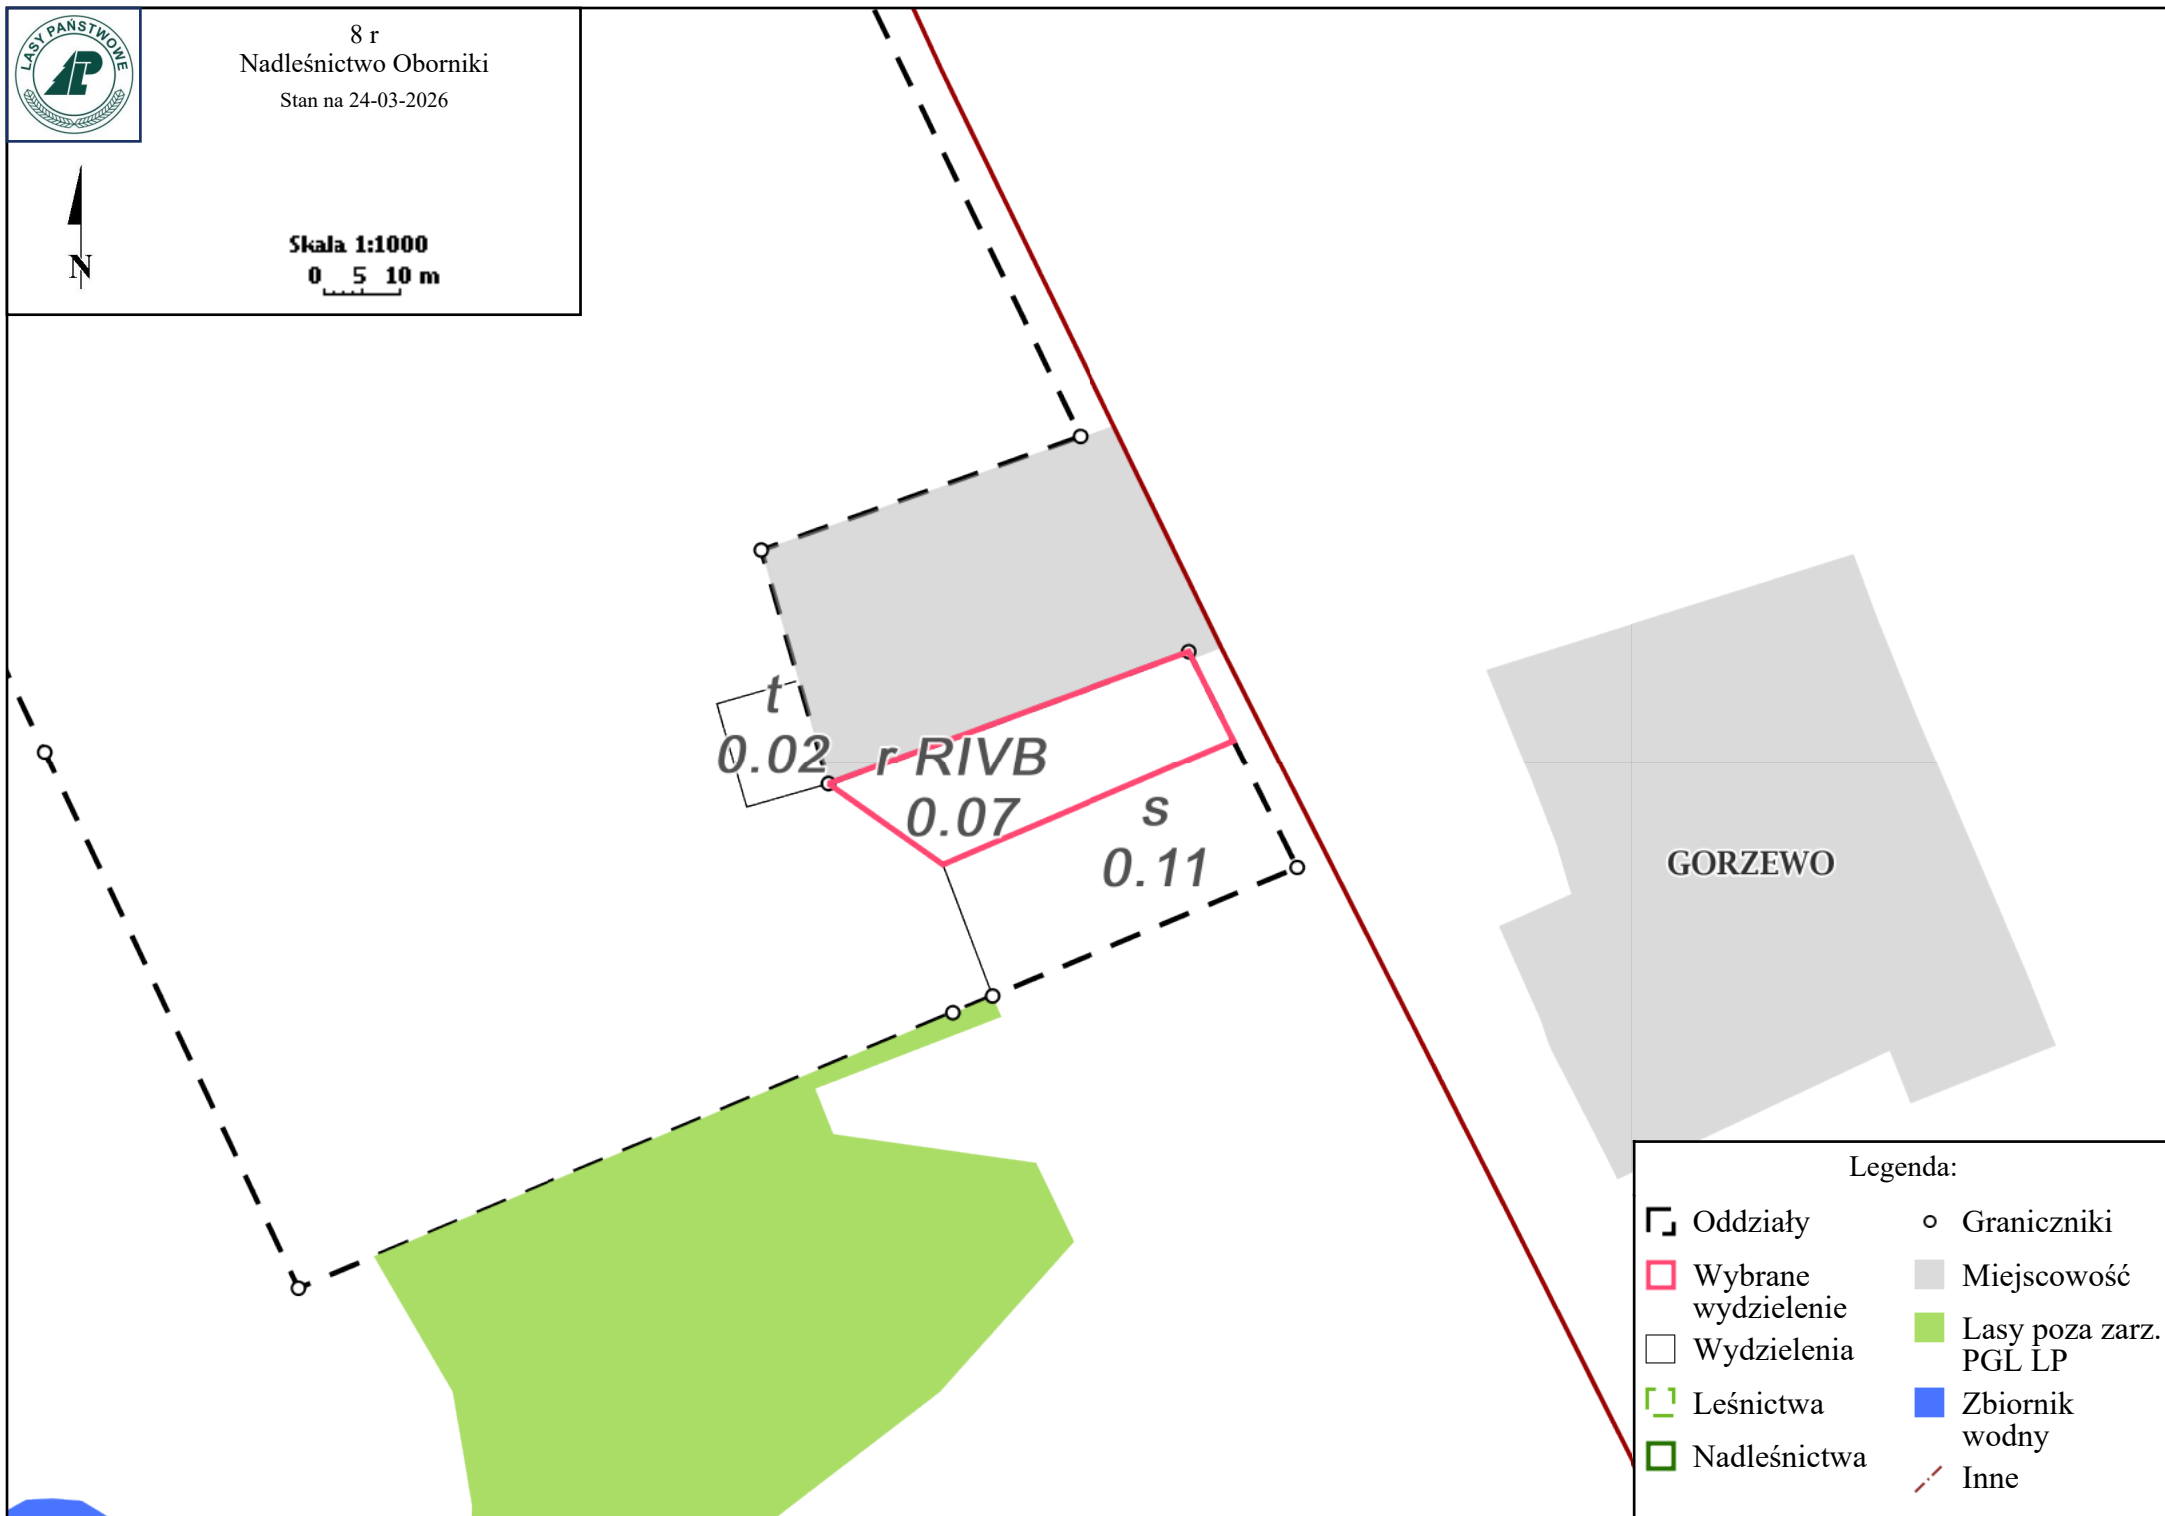 LASY PAŃSTWOWE
8 r
Nadleśnictwo Oborniki
Stan na 24-03-2026
N
Skala 1:1000
0 5 10 m
t
0.02
r RIVB
0.07
s
0.11
GORZEWO
Legenda:
Oddziały
Wybrane
wydzielenie
Wydzielenia
Leśnictwa
Nadleśnictwa
Graniczniki
Miejscowość
Lasy poza zarz.
PGL LP
Zbiornik
wodny
Inne